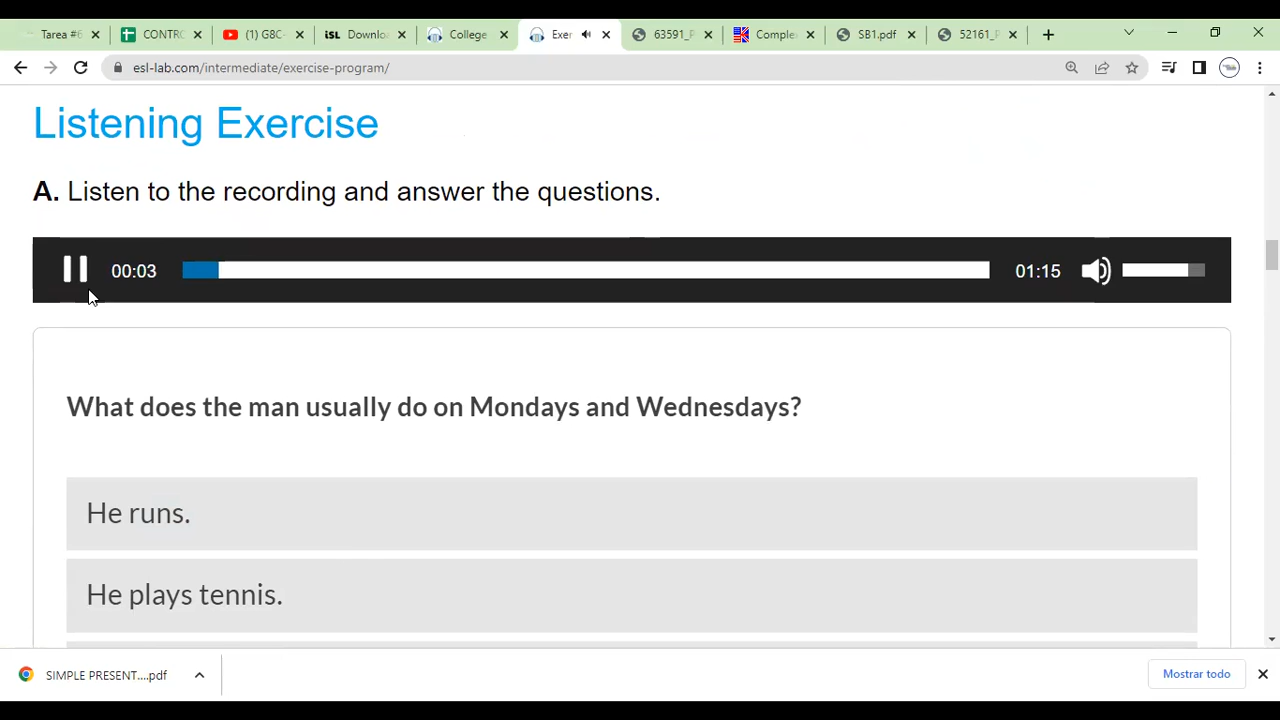 Tarea #6
CONTRO
(1) G8C-
iSL Downlo
College
Exer
63591_P
Comple
SB1.pdf
52161_P
esl-lab.com/intermediate/exercise-program/
Listening Exercise
A. Listen to the recording and answer the questions.
00:03
01:15
What does the man usually do on Mondays and Wednesdays?
He runs.
He plays tennis.
SIMPLE PRESENT....pdf
Mostrar todo